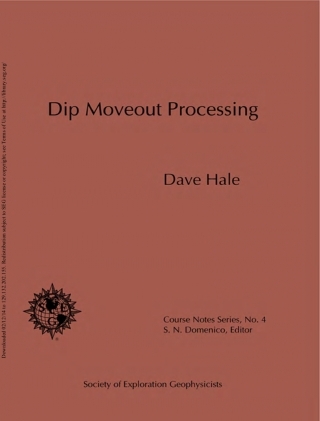 Dip Moveout Processing
Dave Hale
Course Notes Series, No. 4
S. N. Domenico, Editor
Society of Exploration Geophysicists